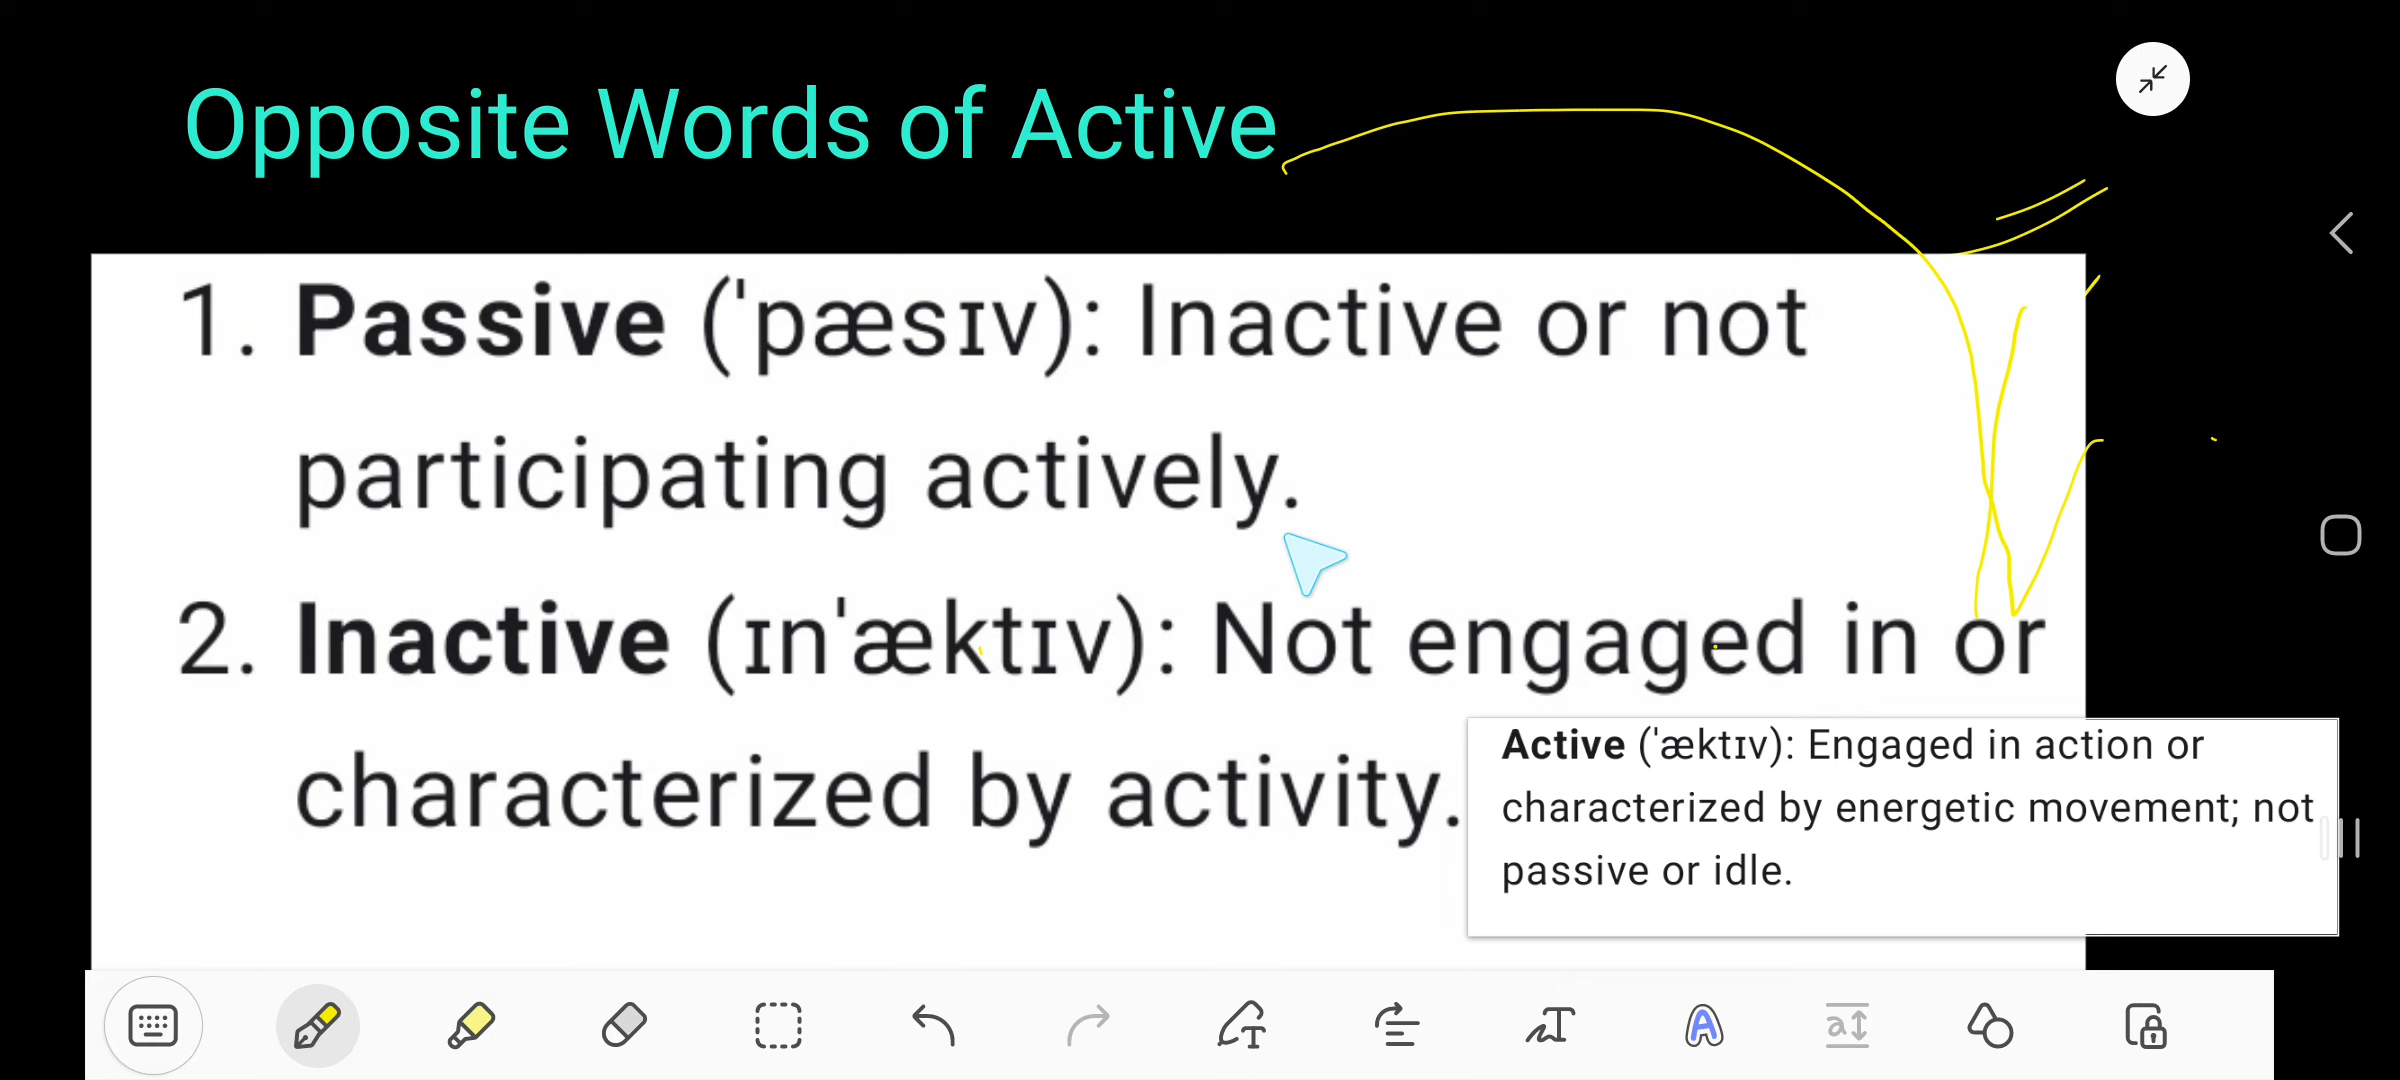 Opposite Words of Active
1. Passive (ˈpæsɪv): Inactive or not
participating actively.
2. Inactive (ɪnˈæktɪv): Not engaged in or
characterized by activity.
Active (ˈæktɪv): Engaged in action or
characterized by energetic movement; not
passive or idle.